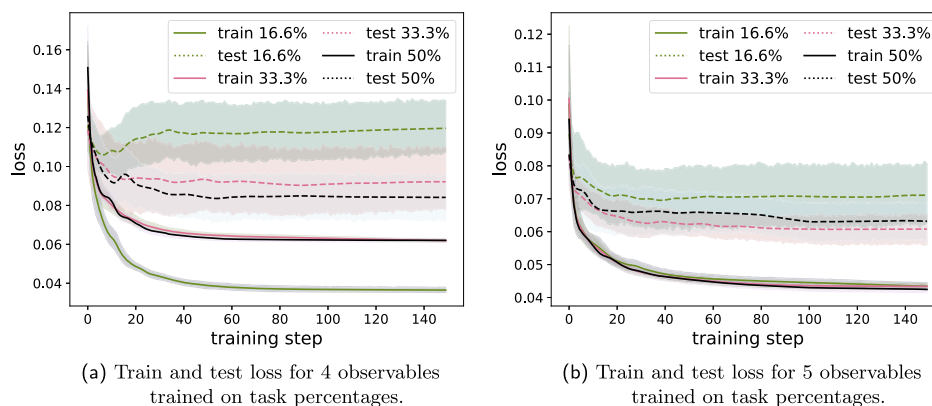 train 16.6%
test 16.6%
train 33.3%
test 33.3%
train 50%
test 50%
loss
0.16
0.14
0.12
0.10
0.08
0.06
0.04
0 20 40 60 80 100 120 140
training step
(a) Train and test loss for 4 observables
trained on task percentages.
train 16.6%
test 16.6%
train 33.3%
test 33.3%
train 50%
test 50%
loss
0.12
0.11
0.10
0.09
0.08
0.07
0.06
0.05
0.04
0 20 40 60 80 100 120 140
training step
(b) Train and test loss for 5 observables
trained on task percentages.